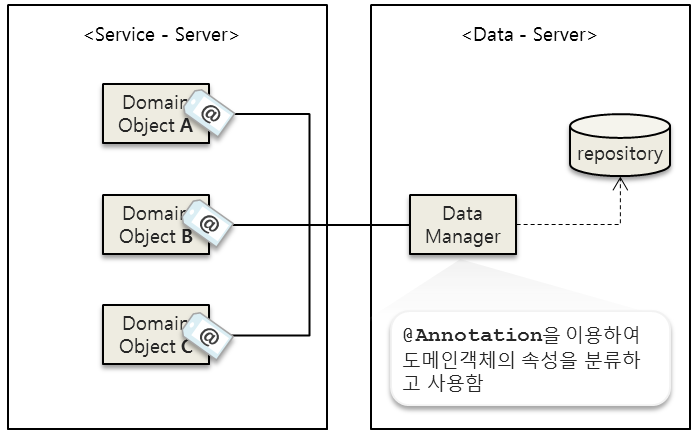 <Service - Server>
Domain
Object A
@
Domain
Object B
@
Domain
Object C
@
<Data - Server>
repository
Data
Manager
@Annotation을 이용하여
도메인객체의 속성을 분류하
고 사용함